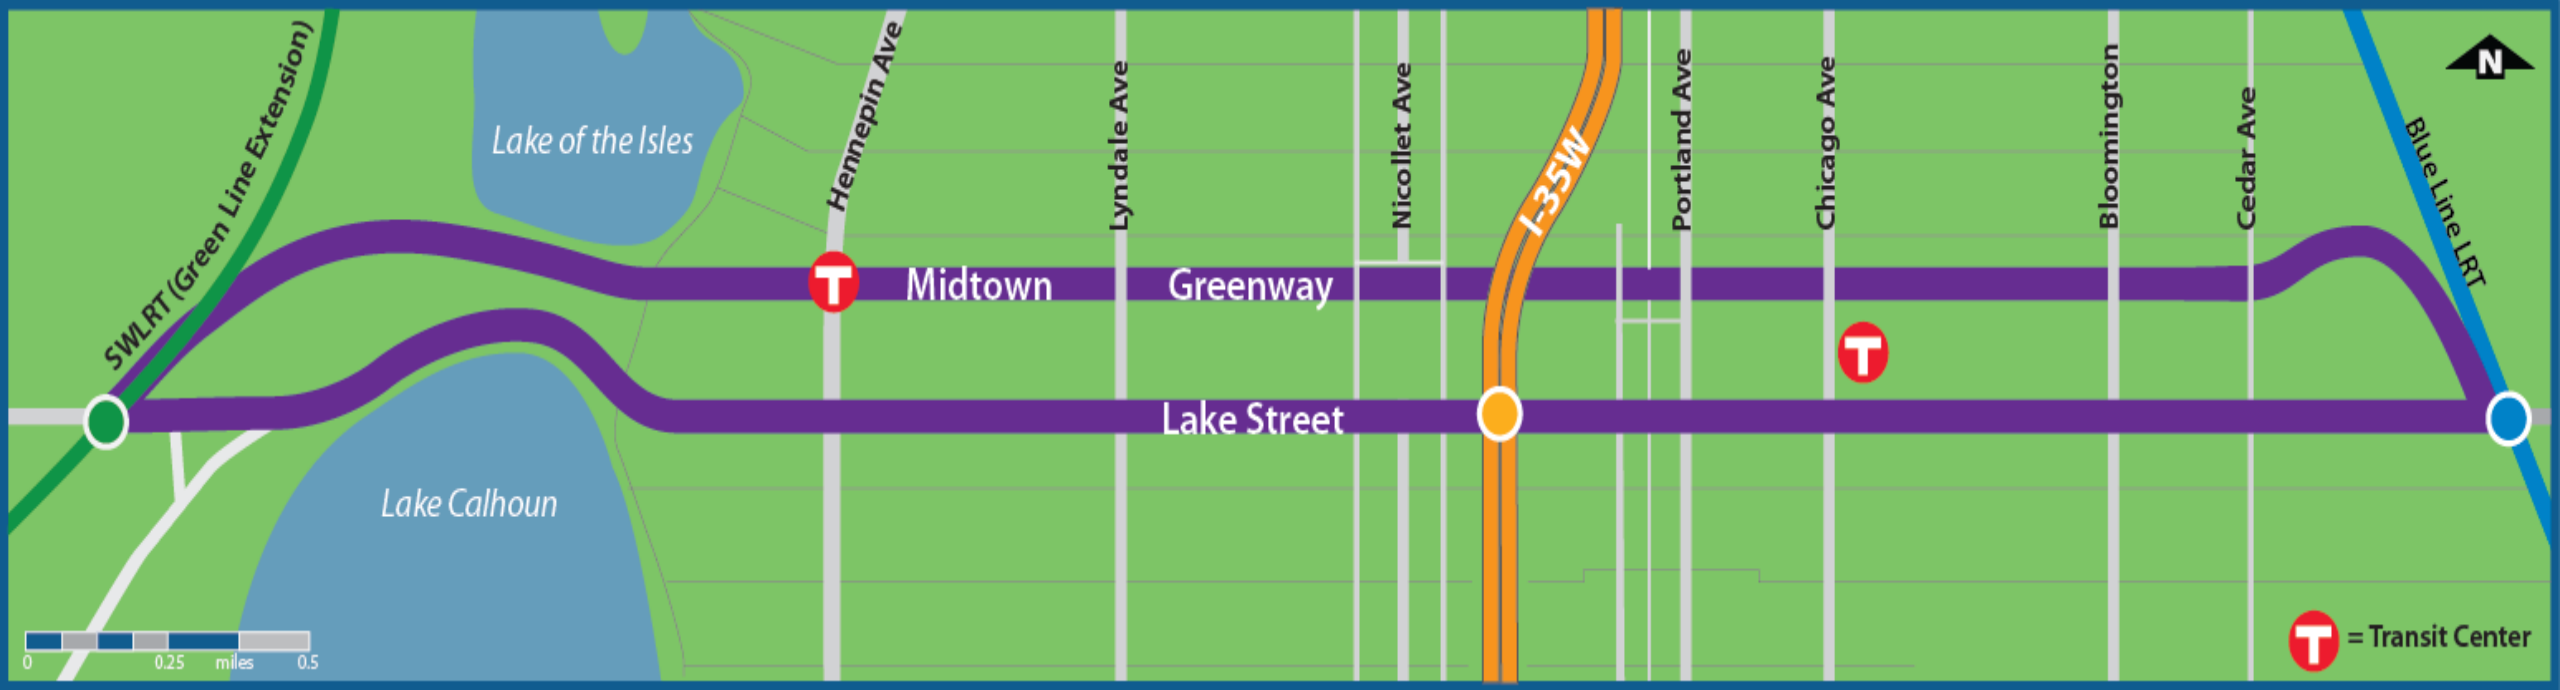 SWLRT (Green Line Extension)
Lake of the Isles
Hennepin Ave
Lyndale Ave
Nicollet Ave
I-35W
Portland Ave
Chicago Ave
Bloomington
Cedar Ave
Blue Line LRT
N
T
Midtown Greenway
T
Lake Street
Lake Calhoun
0 0.25 miles 0.5
T = Transit Center